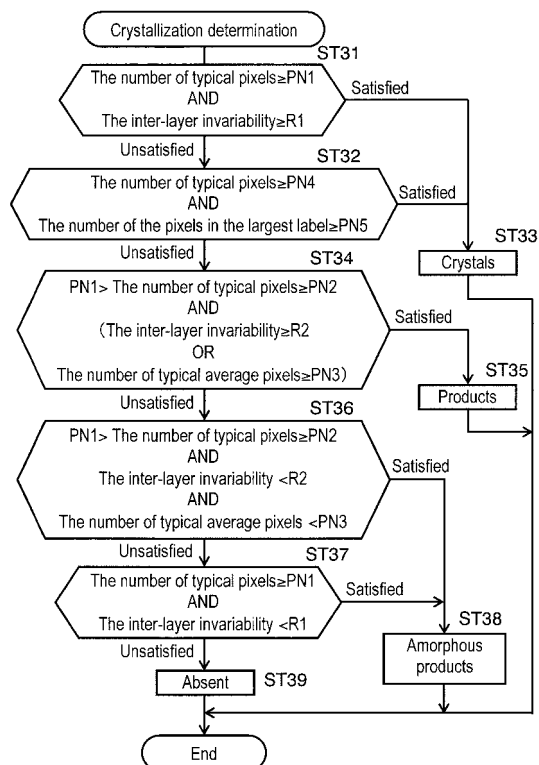 Crystallization determination
ST31
The number of typical pixels≥PN1
AND
The inter-layer invariability≥R1
Satisfied
Unsatisfied
ST32
The number of typical pixels≥PN4
AND
The number of the pixels in the largest label≥PN5
Satisfied
Unsatisfied
ST33
Crystals
ST34
PN1> The number of typical pixels≥PN2
AND
(The inter-layer invariability≥R2
OR
The number of typical average pixels≥PN3)
Satisfied
Unsatisfied
ST35
Products
ST36
PN1> The number of typical pixels≥PN2
AND
The inter-layer invariability <R2
AND
The number of typical average pixels <PN3
Satisfied
Unsatisfied
ST37
The number of typical pixels≥PN1
AND
The inter-layer invariability <R1
Satisfied
Unsatisfied
ST38
Amorphous
products
Absent
ST39
End